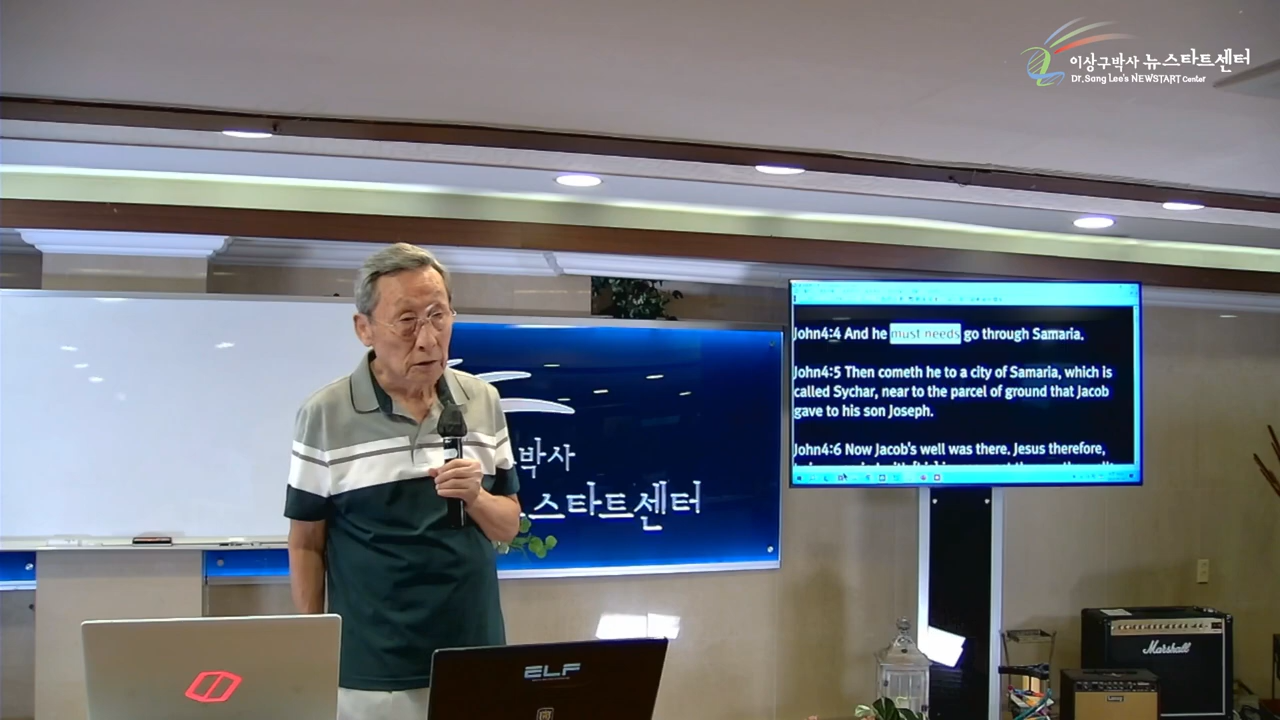 이상구박사 뉴스타트센터
Dr. Sang Lee's NEWSTART Center
John4:4 And he must needs go through Samaria.
John4:5 Then cometh he to a city of Samaria, which is
called Sychar, near to the parcel of ground that Jacob
gave to his son Joseph.
John4:6 Now Jacob's well was there. Jesus therefore,
박사
뉴스타트센터
ELF
Marshall
Laney